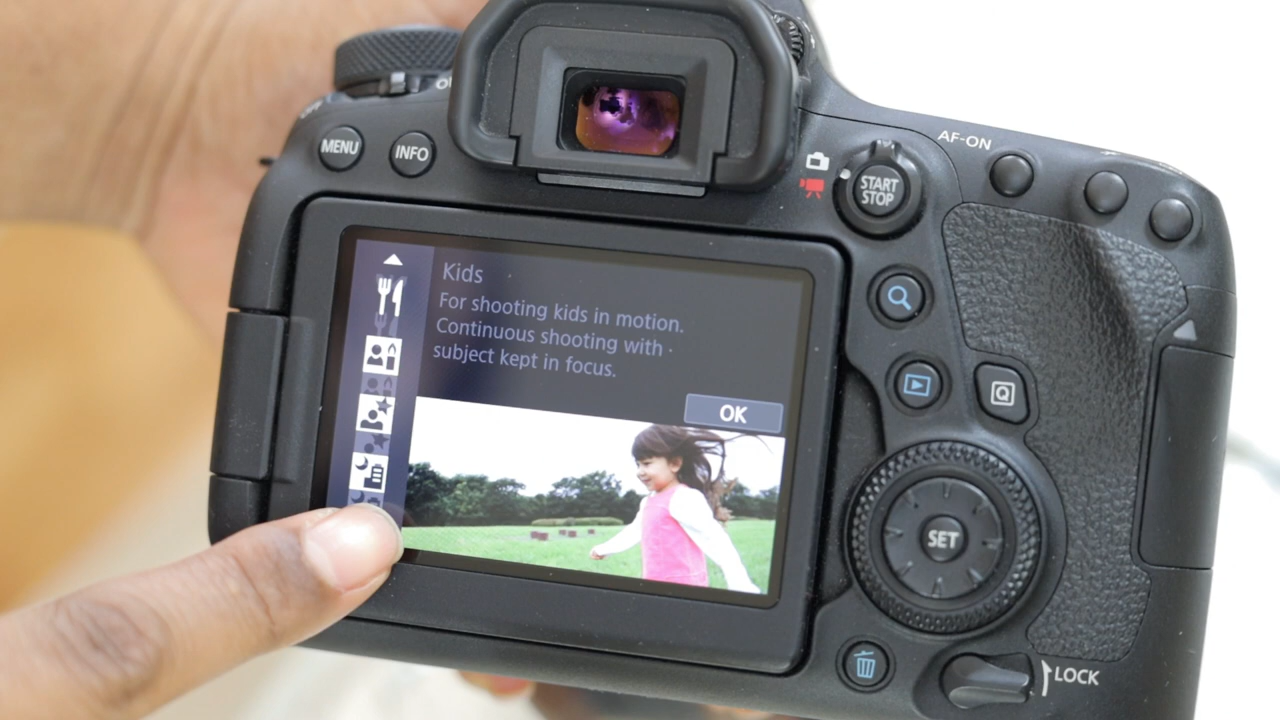 MENU
INFO
AF-ON
START
STOP
Kids
For shooting kids in motion.
Continuous shooting with
subject kept in focus.
OK
Q
SET
LOCK